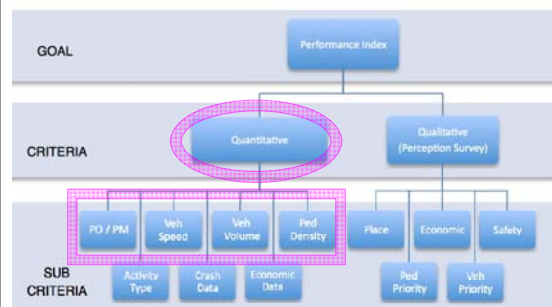 GOAL
Performance Index
CRITERIA
Quantitative
Qualitative
(Perception Survey)
SUB
CRITERIA
PO / PM
Veh
Speed
Veh
Volume
Ped
Density
Place
Economic
Safety
Activity
Type
Crash
Data
Economic
Data
Ped
Priority
Veh
Priority